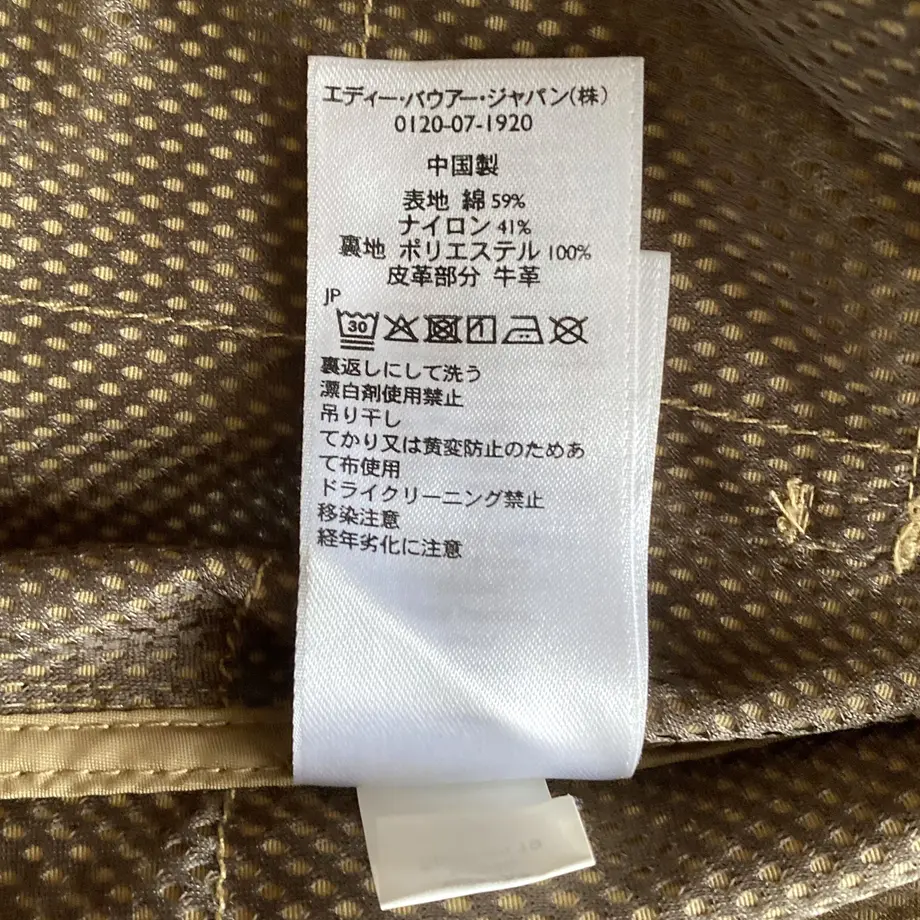 エディー・バウアー・ジャパン(株)
0120-07-1920
中国製
表地 綿 59%
ナイロン 41%
裏地 ポリエステル 100%
皮革部分 牛革
JP
30
裏返しにして洗う
漂白剤使用禁止
吊り干し
てかり又は黄変防止のためあ
て布使用
ドライクリーニング禁止
移染注意
経年劣化に注意